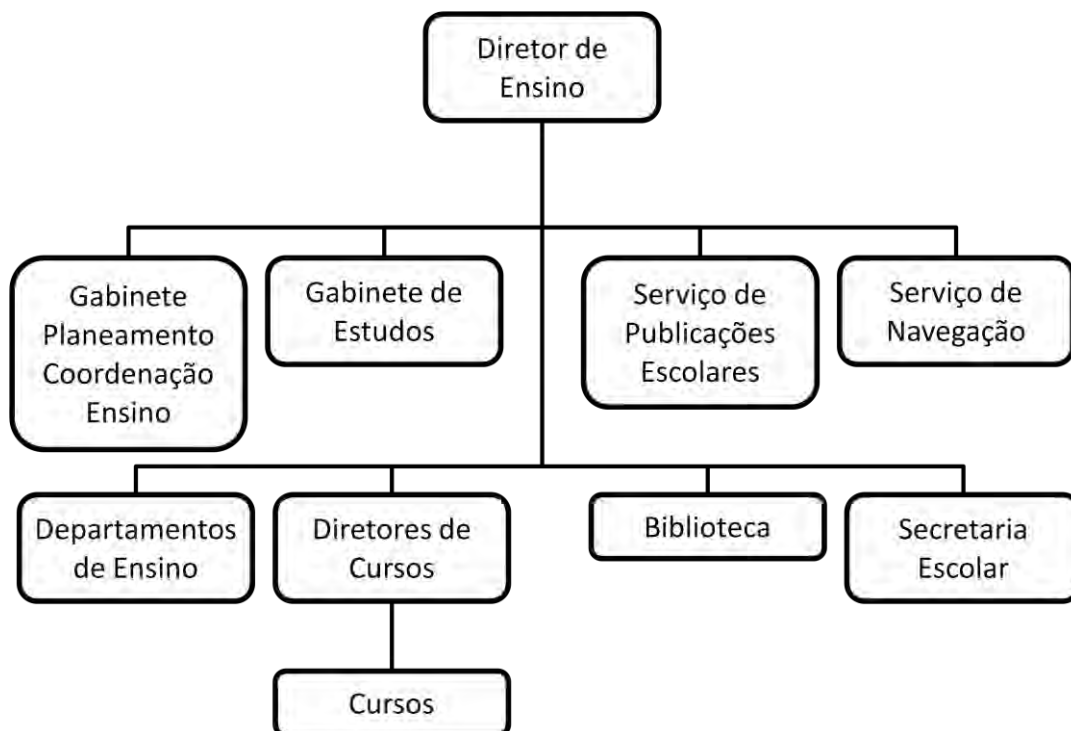 Diretor de
Ensino
Gabinete
Planeamento
Coordenação
Ensino
Gabinete de
Estudos
Serviço de
Publicações
Escolares
Serviço de
Navegação
Departamentos
de Ensino
Diretores de
Cursos
Biblioteca
Secretaria
Escolar
Cursos